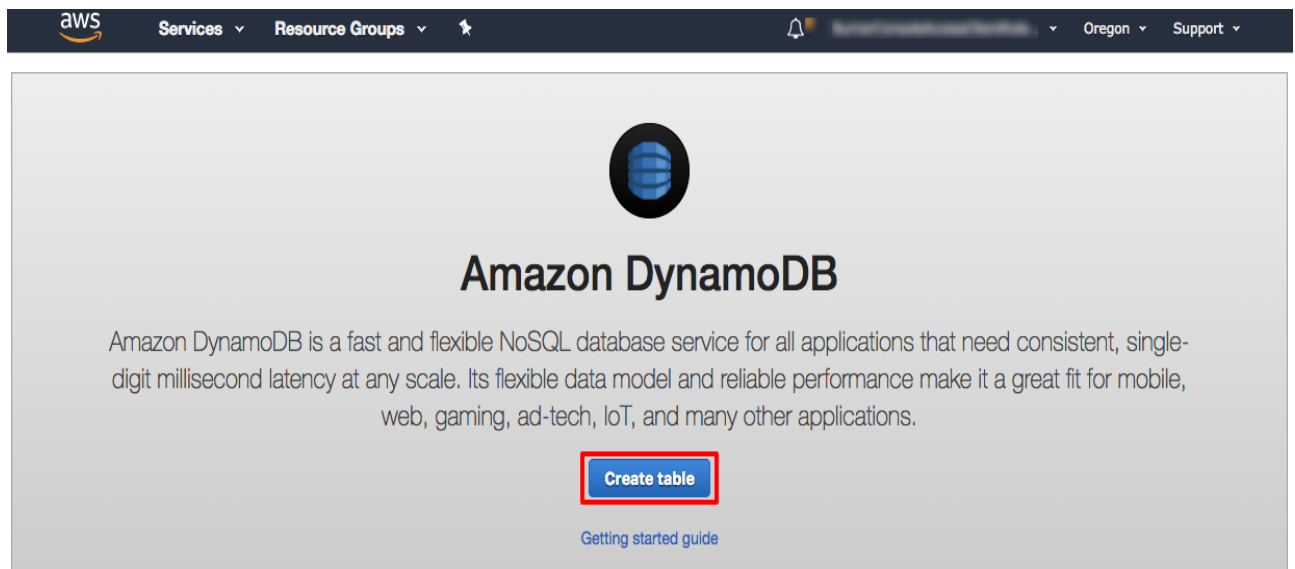 aws Services Resource Groups Oregon Support
Amazon DynamoDB
Amazon DynamoDB is a fast and flexible NoSQL database service for all applications that need consistent, single-
digit millisecond latency at any scale. Its flexible data model and reliable performance make it a great fit for mobile,
web, gaming, ad-tech, IoT, and many other applications.
Create table
Getting started guide